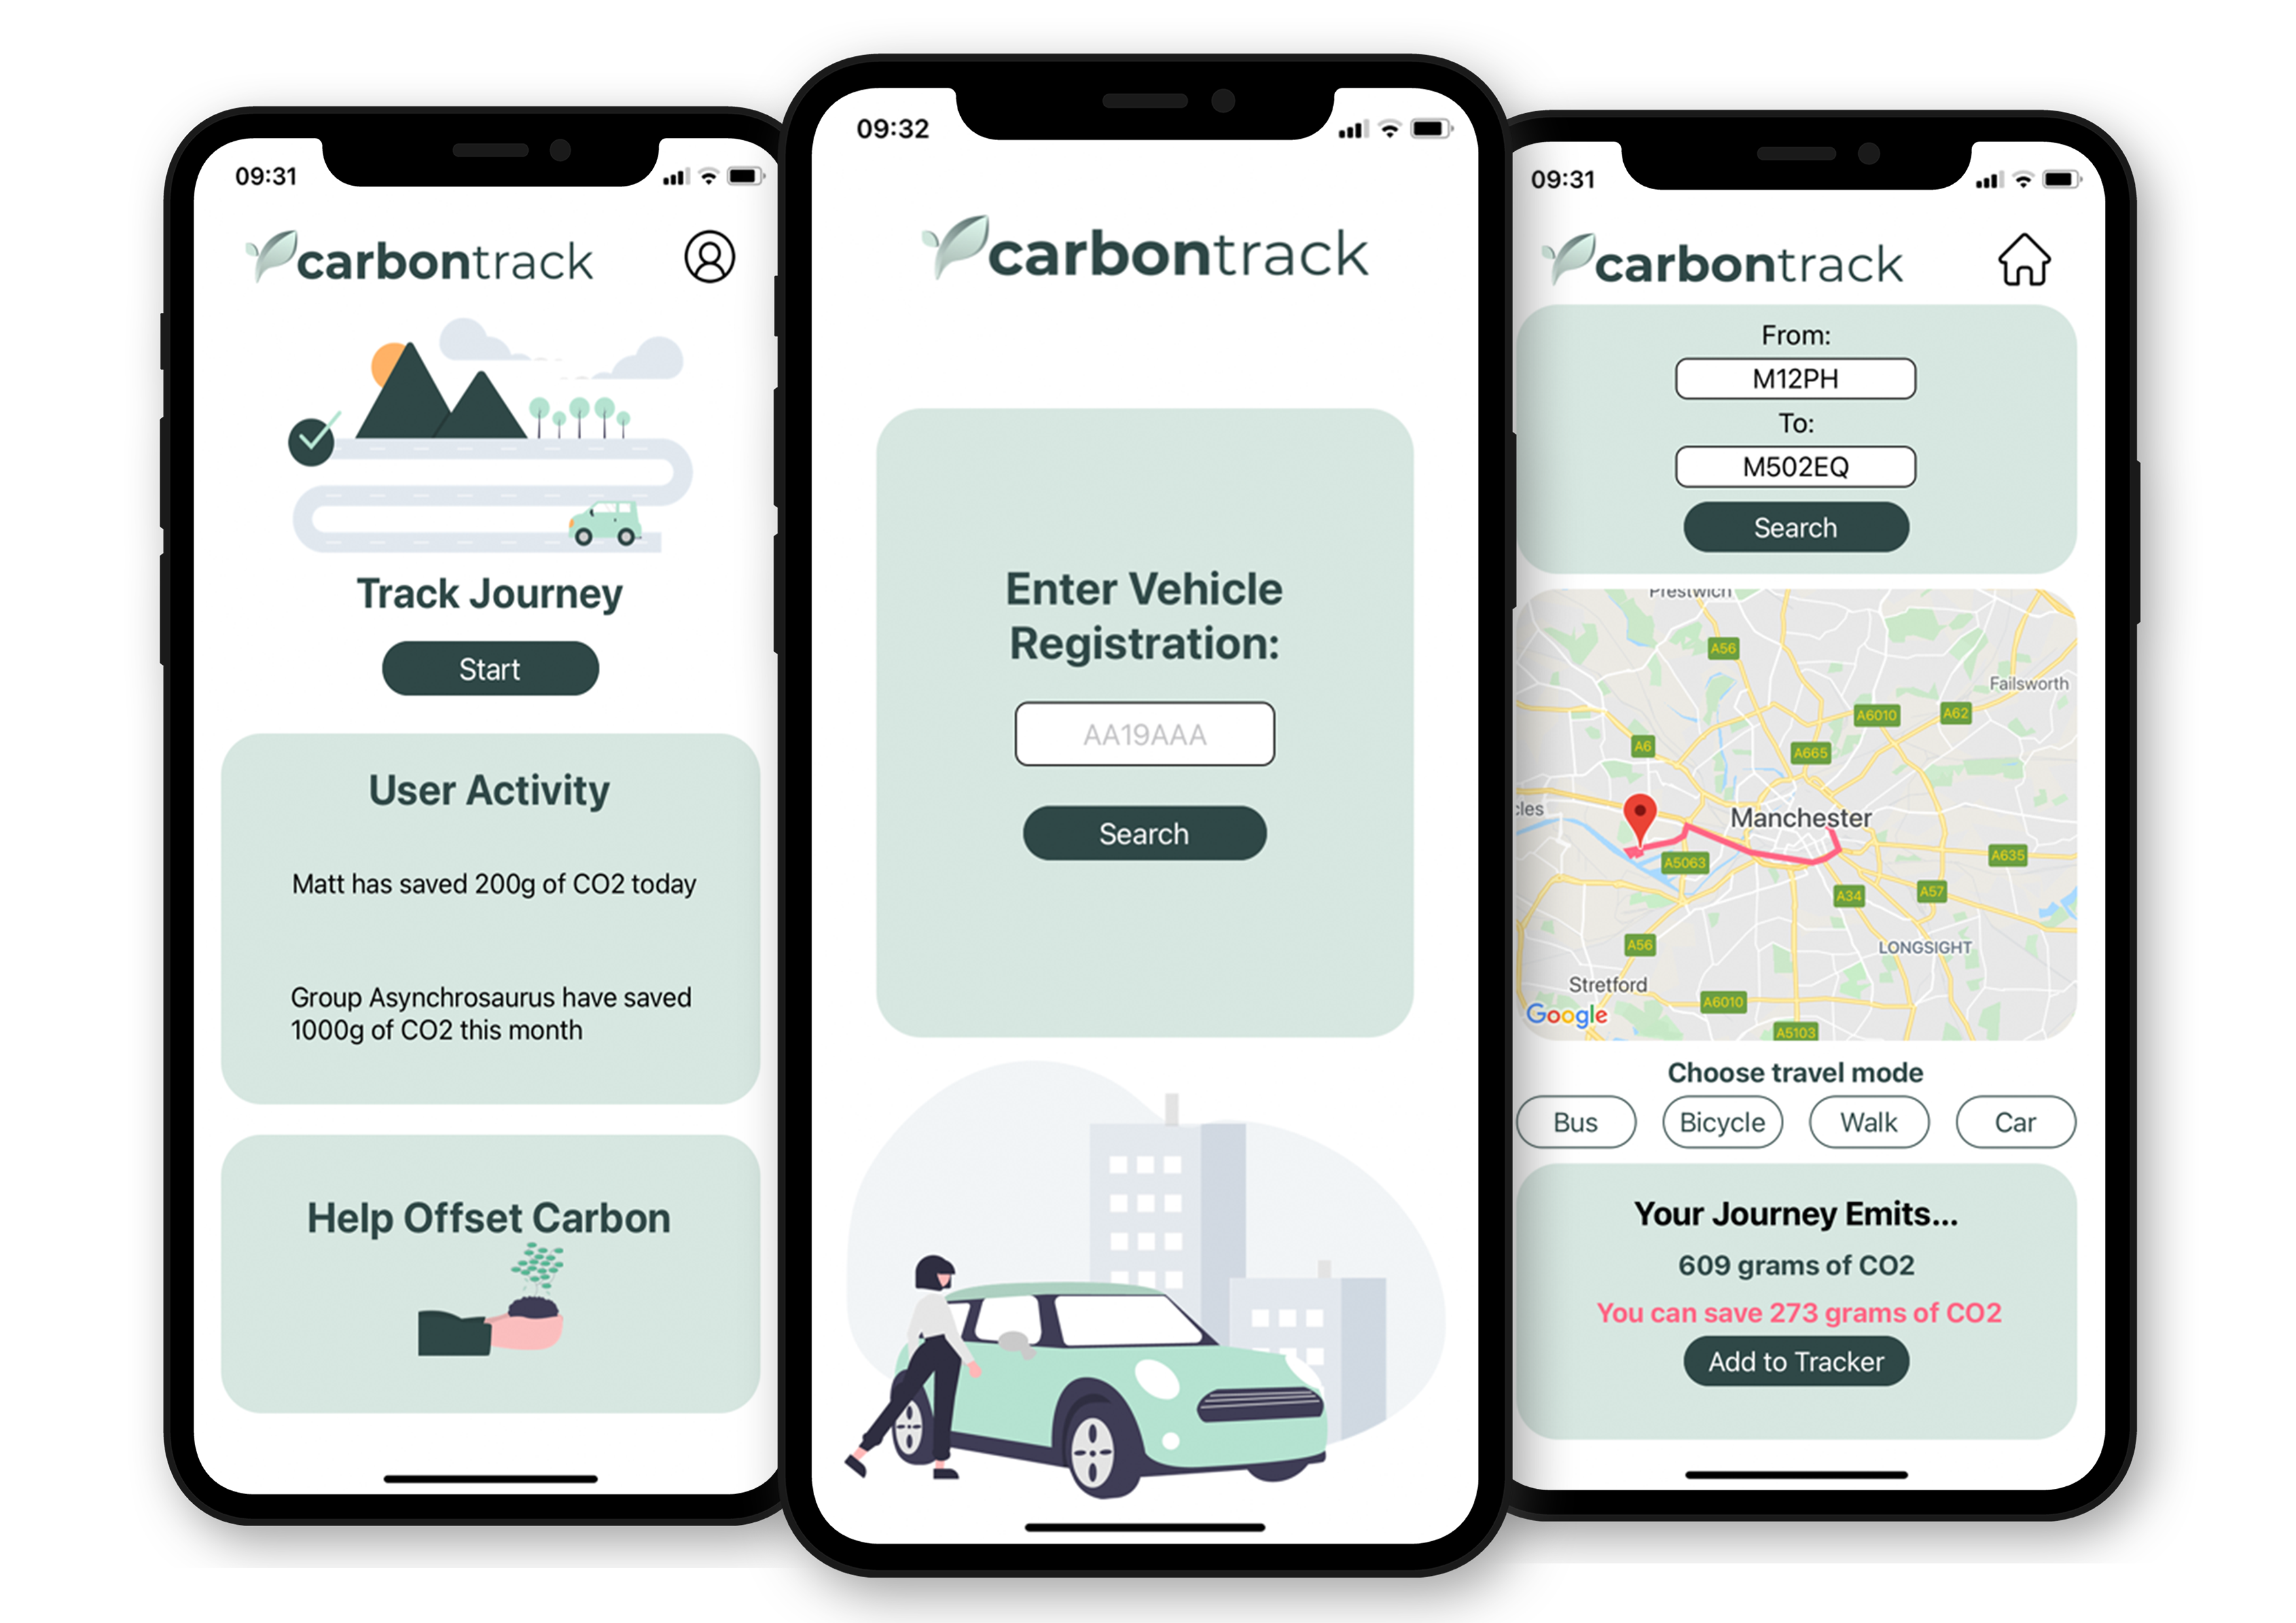 09:31
carbontrack
Track Journey
Start
User Activity
Matt has saved 200g of CO2 today
Group Asynchrosaurus have saved
1000g of CO2 this month
Help Offset Carbon
09:32
carbontrack
Enter Vehicle
Registration:
AA19AAA
Search
09:31
carbontrack
From:
M12PH
To:
M502EQ
Search
Prestwich
A56
Failsworth
A6010
A62
A6
A665
cles
Manchester
A5063
A635
A34
A57
A56
LONGSIGHT
Stretford
A6010
Google
A5103
Choose travel mode
Bus
Bicycle
Walk
Car
Your Journey Emits...
609 grams of CO2
You can save 273 grams of CO2
Add to Tracker